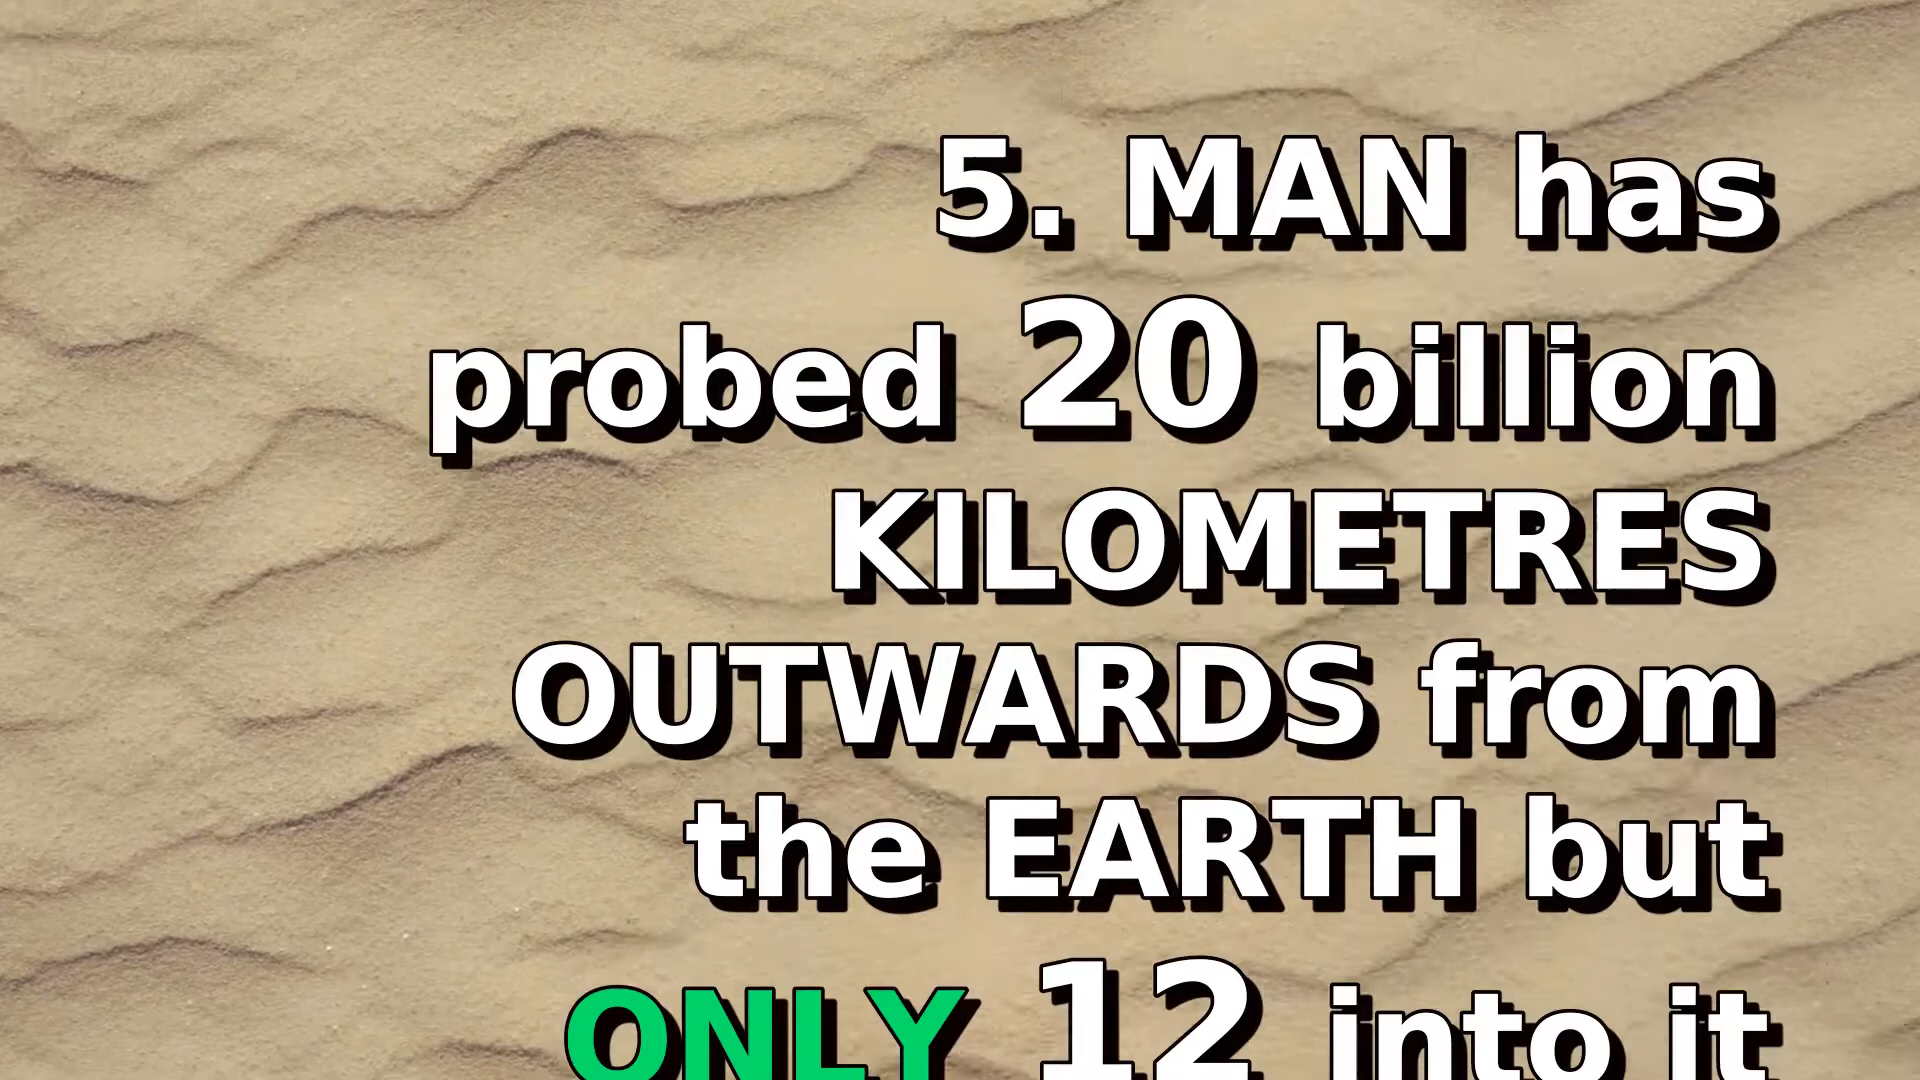 5. MAN has
probed 20 billion
KILOMETRES
OUTWARDS from
the EARTH but
ONLY 12 into it